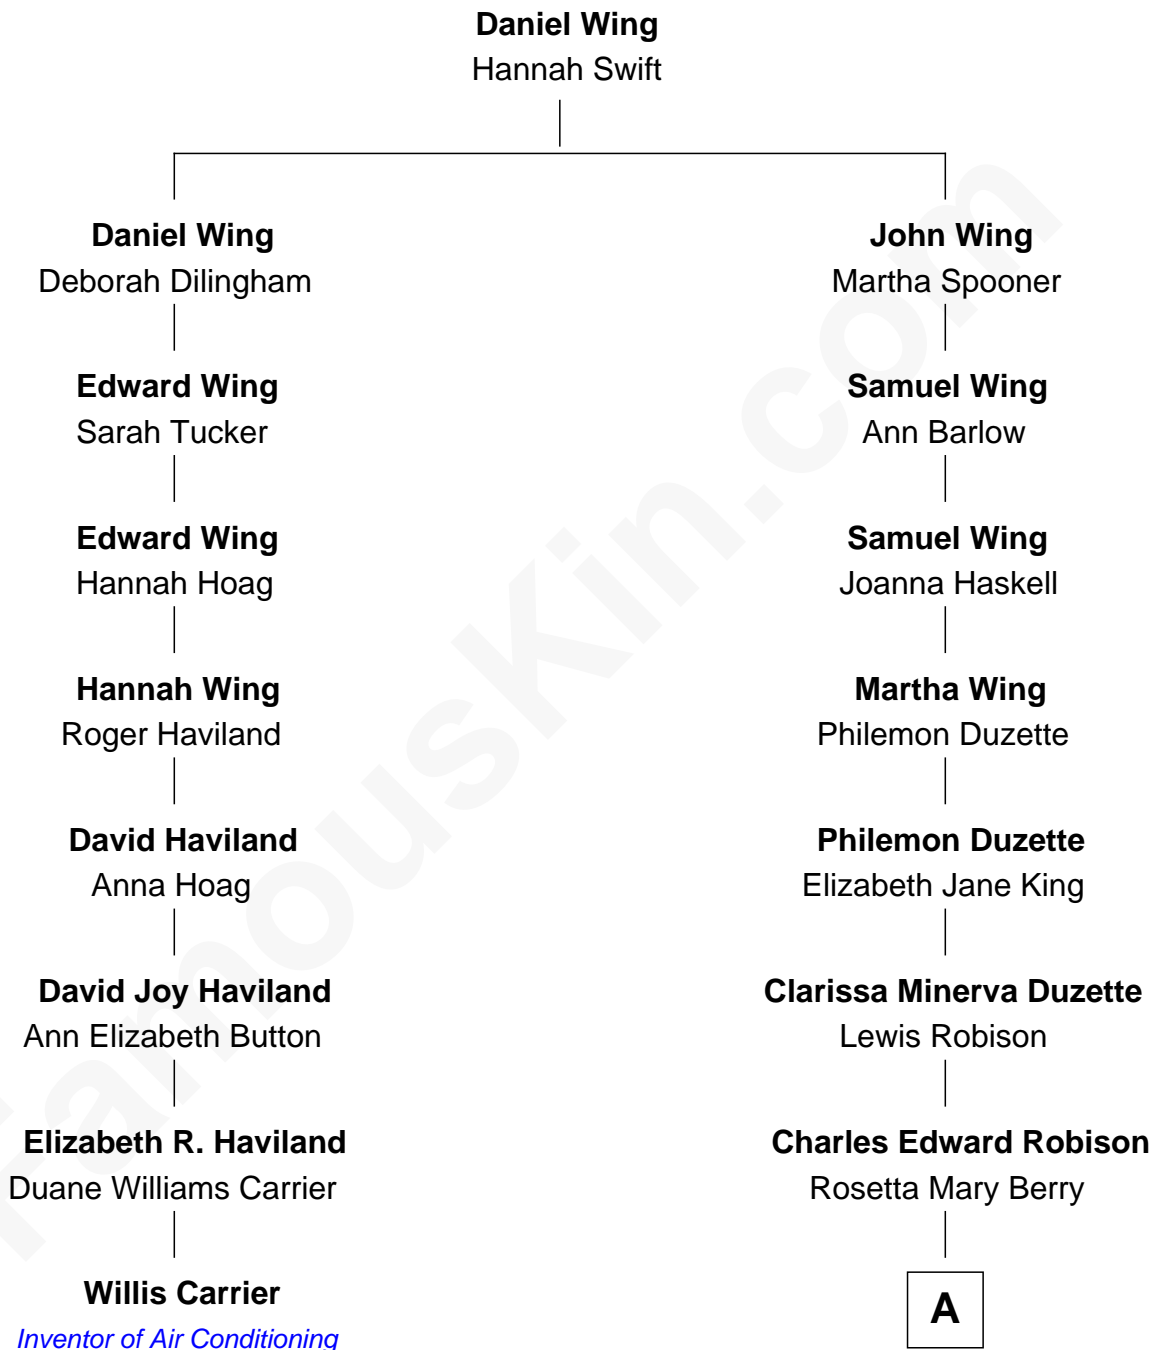 Daniel Wing
Hannah Swift
Daniel Wing
Deborah Dilingham
John Wing
Martha Spooner
Edward Wing
Sarah Tucker
Samuel Wing
Ann Barlow
Edward Wing
Hannah Hoag
Samuel Wing
Joanna Haskell
Hannah Wing
Roger Haviland
Martha Wing
Philemon Duzette
David Haviland
Anna Hoag
Philemon Duzette
Elizabeth Jane King
David Joy Haviland
Ann Elizabeth Button
Clarissa Minerva Duzette
Lewis Robison
Elizabeth R. Haviland
Duane Williams Carrier
Charles Edward Robison
Rosetta Mary Berry
Willis Carrier
Inventor of Air Conditioning
A
FamousKin.com